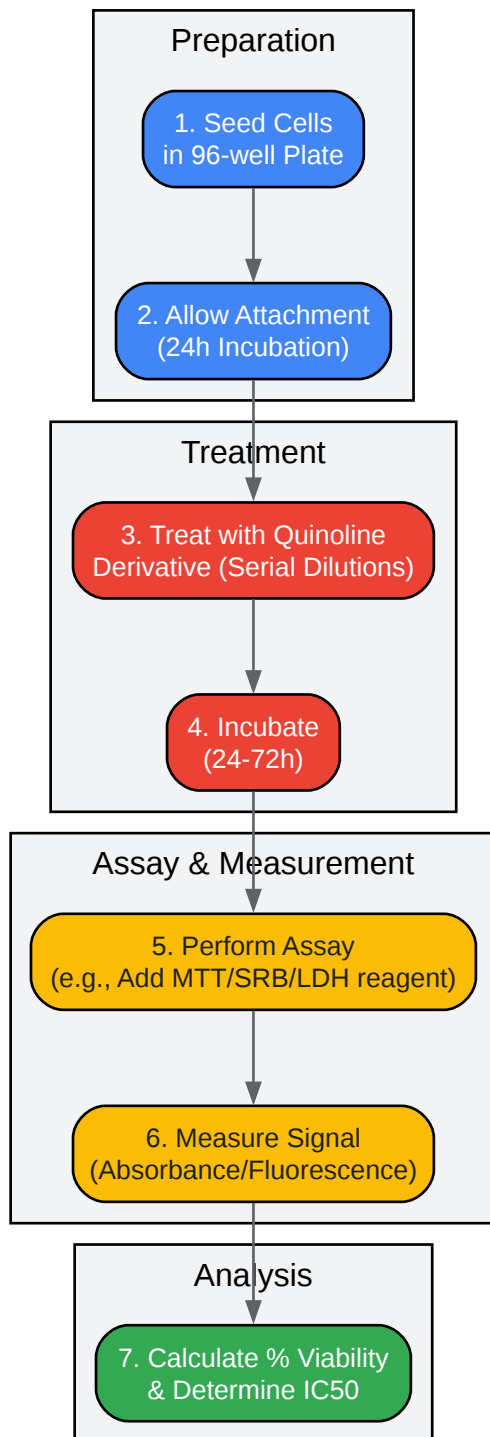 Preparation
1. Seed Cells
in 96-well Plate
2. Allow Attachment
(24h Incubation)
Treatment
3. Treat with Quinoline
Derivative (Serial Dilutions)
4. Incubate
(24-72h)
Assay & Measurement
5. Perform Assay
(e.g., Add MTT/SRB/LDH reagent)
6. Measure Signal
(Absorbance/Fluorescence)
Analysis
7. Calculate % Viability
& Determine IC50